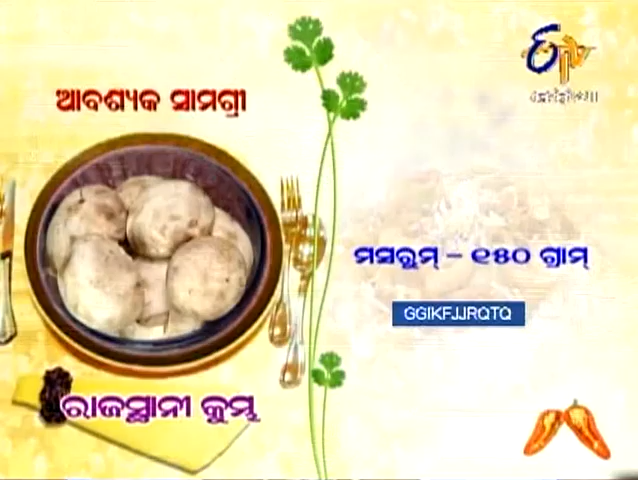 ଆବଶ୍ୟକ ସାମଗ୍ରୀ
ମସରୁମ୍ – ୧୫୦ ଗ୍ରାମ୍
GGIKFJJRQTQ
ରାଜସ୍ଥାନୀ କୁମ୍ଭ